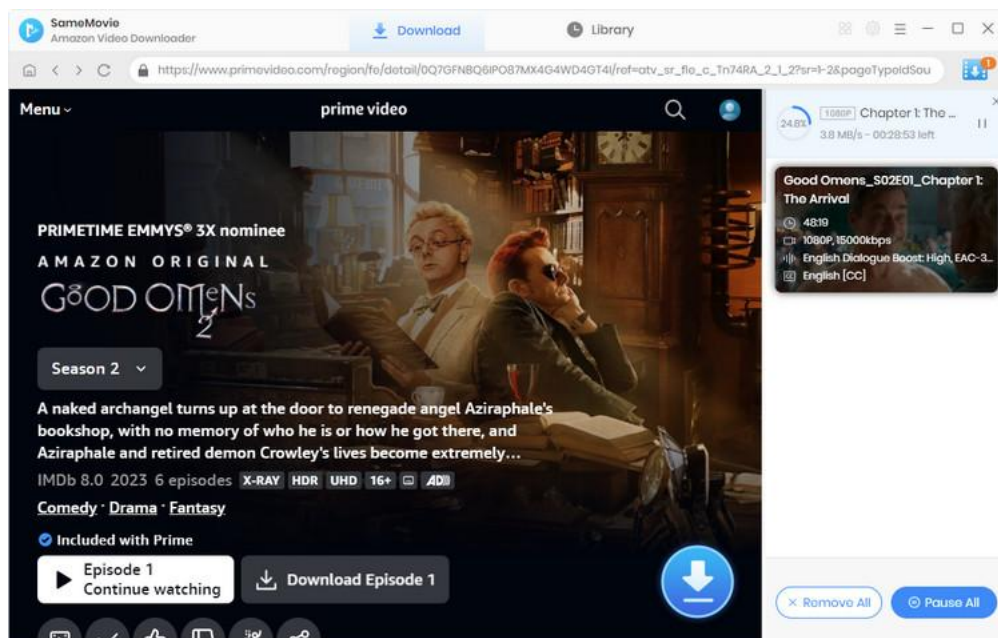 SameMovie
Amazon Video Downloader
Download
Library
https://www.primevideo.com/region/fe/detail/0Q7GFNBQ6IPO87MX4G4WD4GT4I/ref=atv_sr_fle_c_Tn74RA_2_1_2?sr=1-2&pageTypeIdSou
Menu
prime video
PRIMETIME EMMYS® 3X nominee
AMAZON ORIGINAL
GOOD OMENS
2
Season 2
A naked archangel turns up at the door to renegade angel Aziraphale's
bookshop, with no memory of who he is or how he got there, and
Aziraphale and retired demon Crowley's lives become extremely...
IMDb 8.0 2023 6 episodes X-RAY HDR UHD 16+ AD
Comedy · Drama · Fantasy
Included with Prime
Episode 1
Continue watching
Download Episode 1
24.8%
1080P Chapter 1: The ...
3.8 MB/s - 00:28:53 left
Good Omens_S02E01_Chapter 1:
The Arrival
48:19
1080P, 15000kbps
English Dialogue Boost: High, EAC-3...
CC English [CC]
Remove All
Pause All